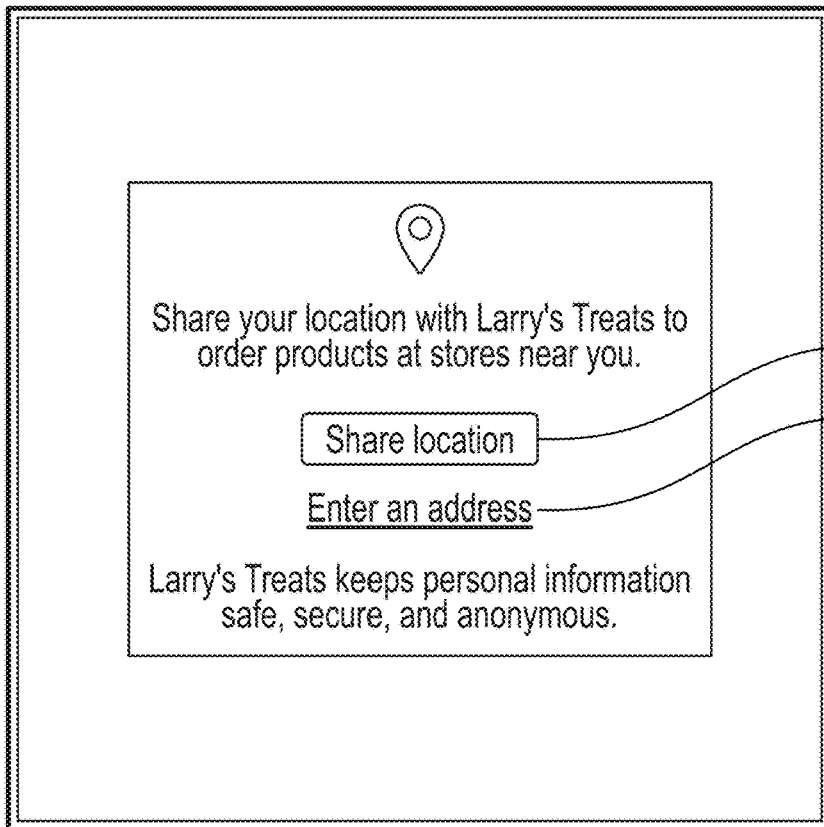 Share your location with Larry's Treats to
order products at stores near you.
Share location
Enter an address
Larry's Treats keeps personal information
safe, secure, and anonymous.